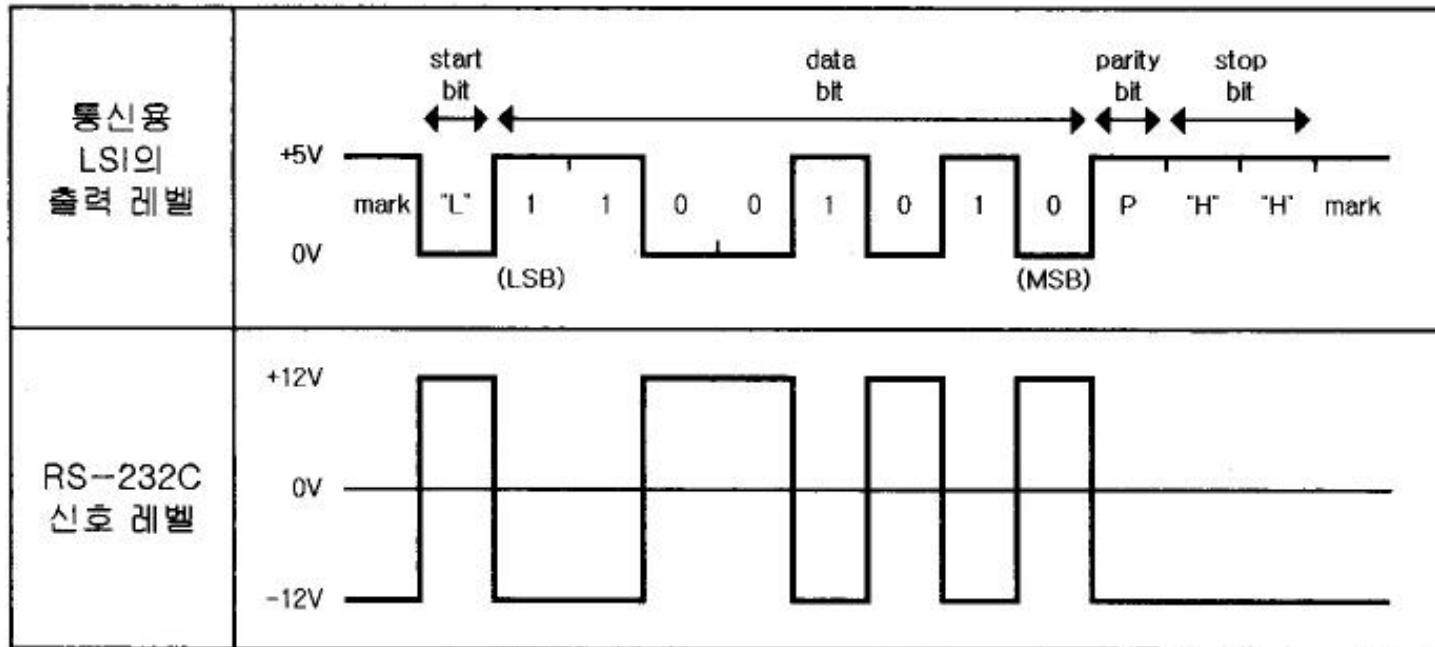 통신용
LSI의
출력 레벨
start
bit
data
bit
parity
bit
stop
bit
+5V
0V
mark "L" 1 1 0 0 1 0 1 0 P "H" "H" mark
(LSB) (MSB)
RS-232C
신호 레벨
+12V
0V
-12V